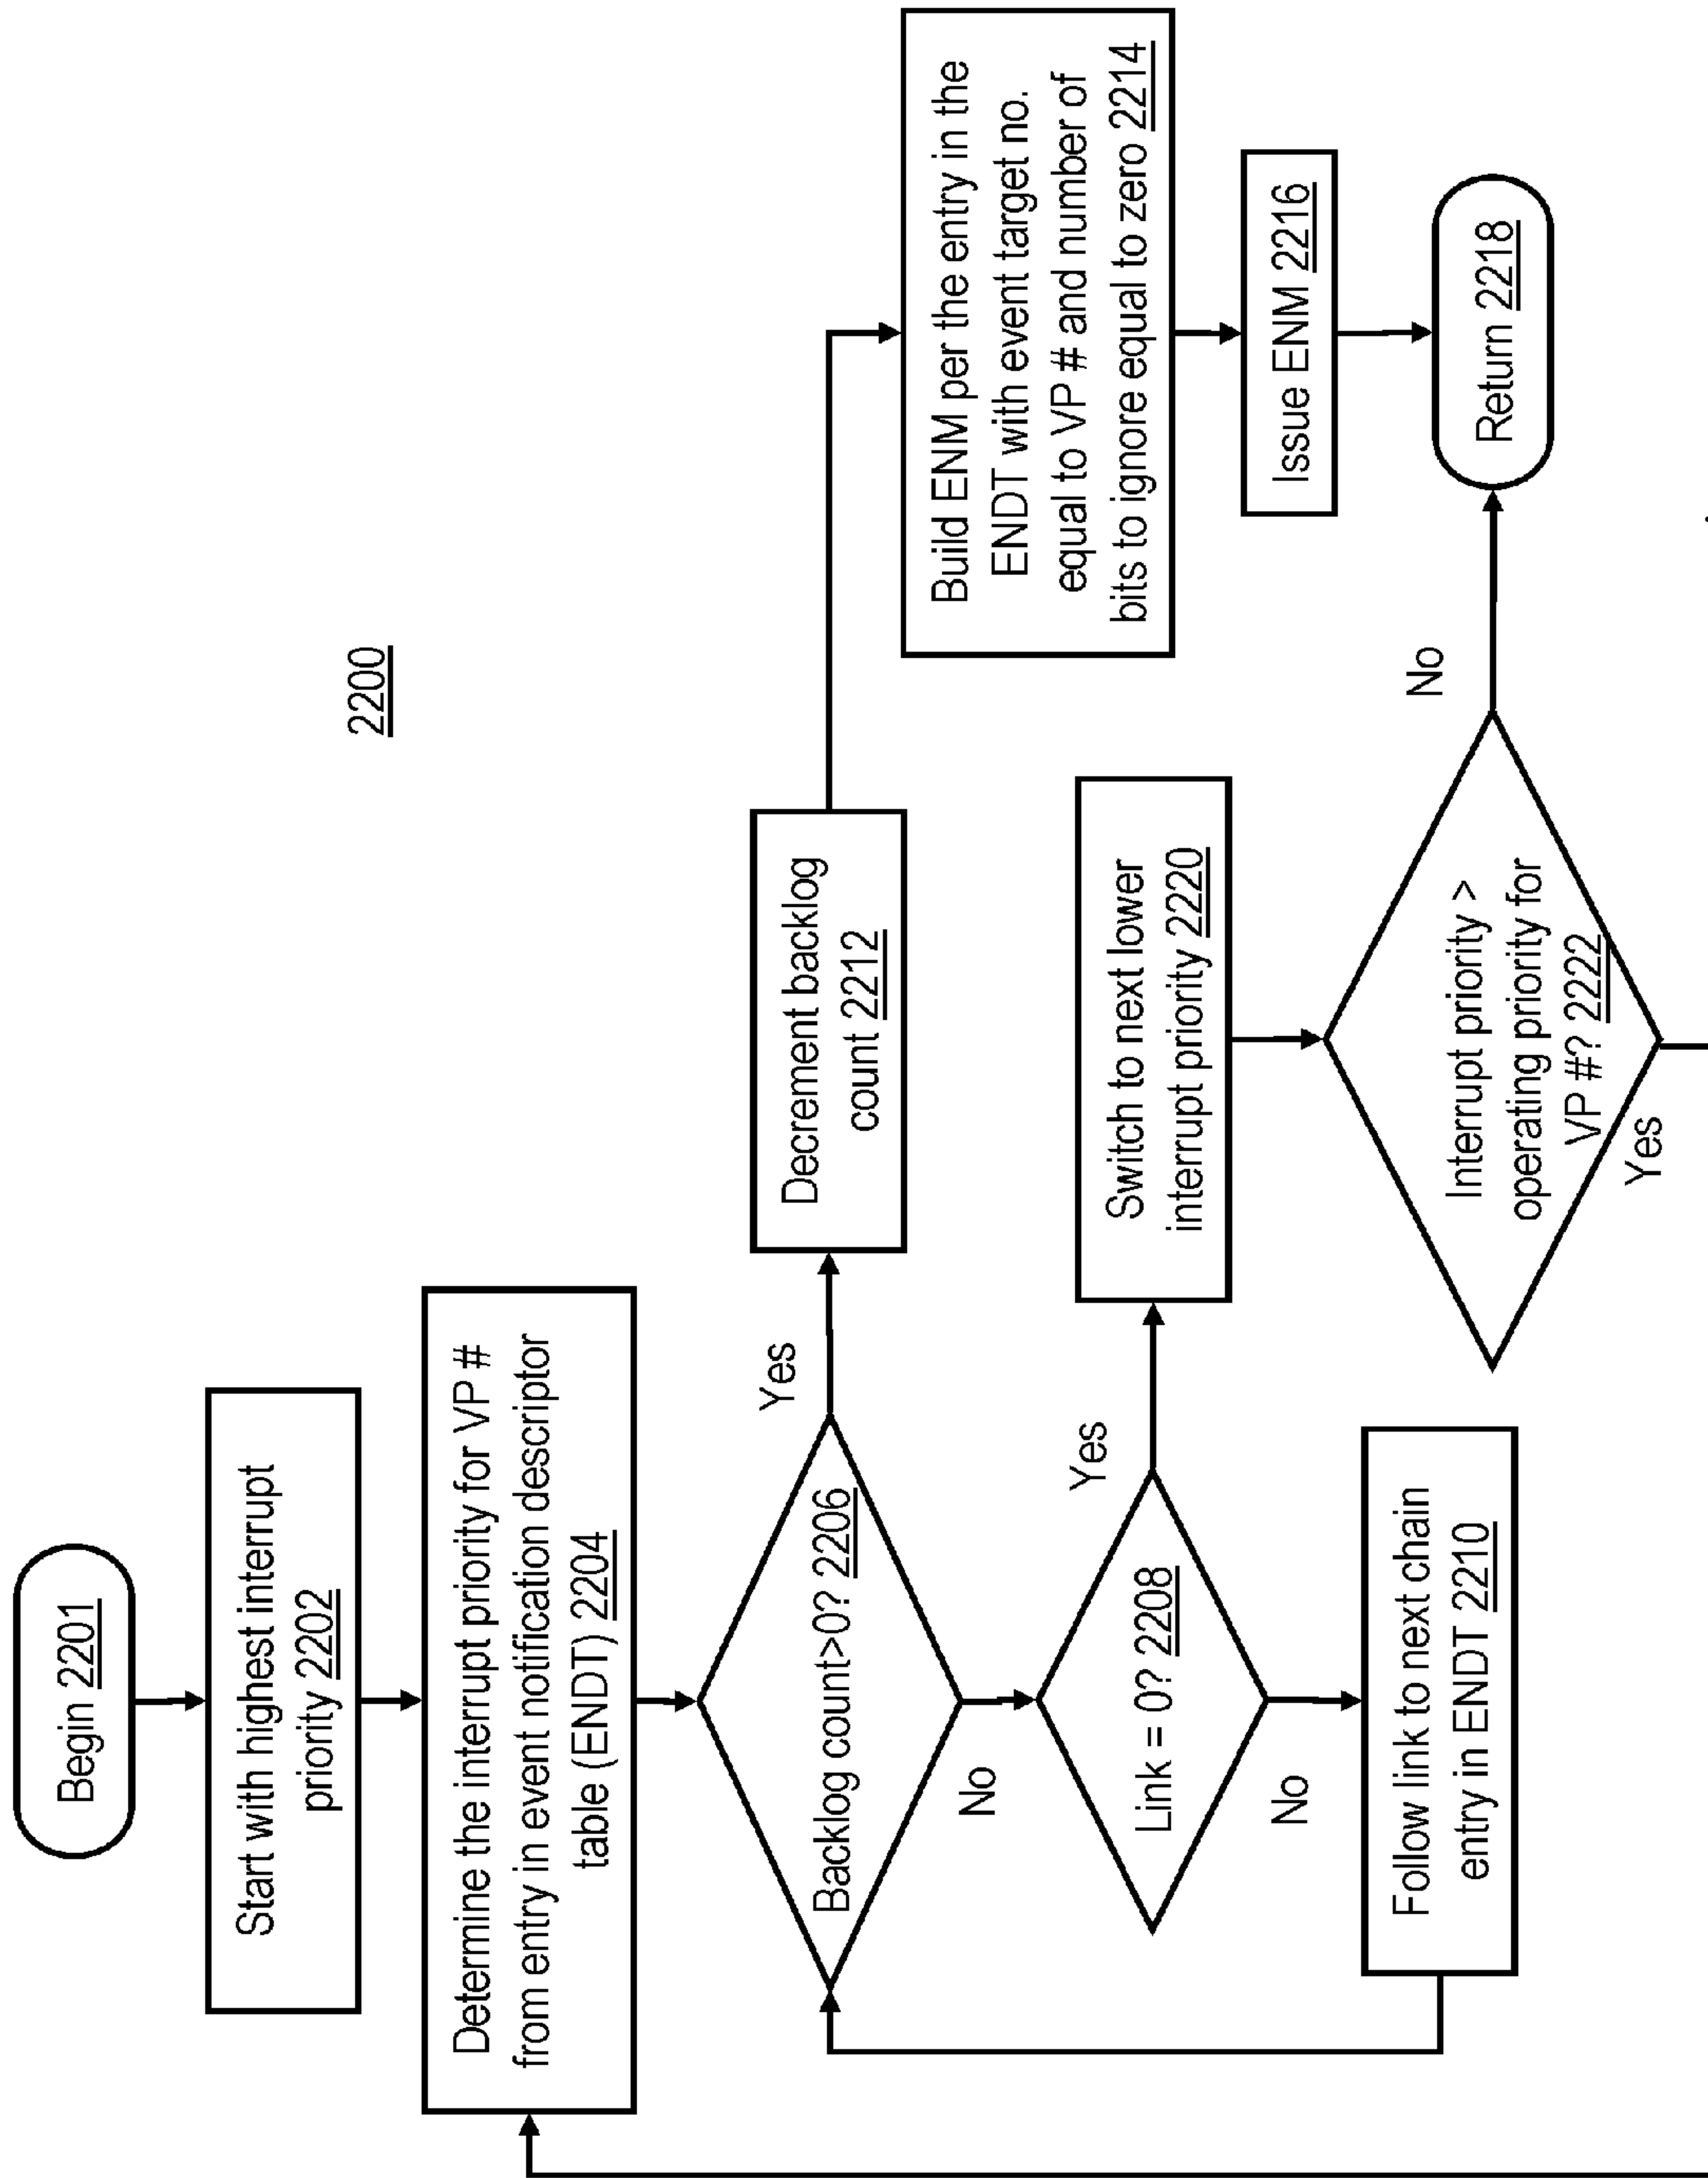 2200
Begin 2201
Start with highest interrupt
priority 2202
Determine the interrupt priority for VP #
from entry in event notification descriptor
table (ENDT) 2204
Backlog count>0? 2206
Yes
No
Decrement backlog
count 2212
Build ENM per the entry in the
ENDT with event target no.
equal to VP # and number of
bits to ignore equal to zero 2214
Issue ENM 2216
Return 2218
Link = 0? 2208
Yes
No
Follow link to next chain
entry in ENDT 2210
Switch to next lower
interrupt priority 2220
Interrupt priority >
operating priority for
VP #? 2222
No
Yes